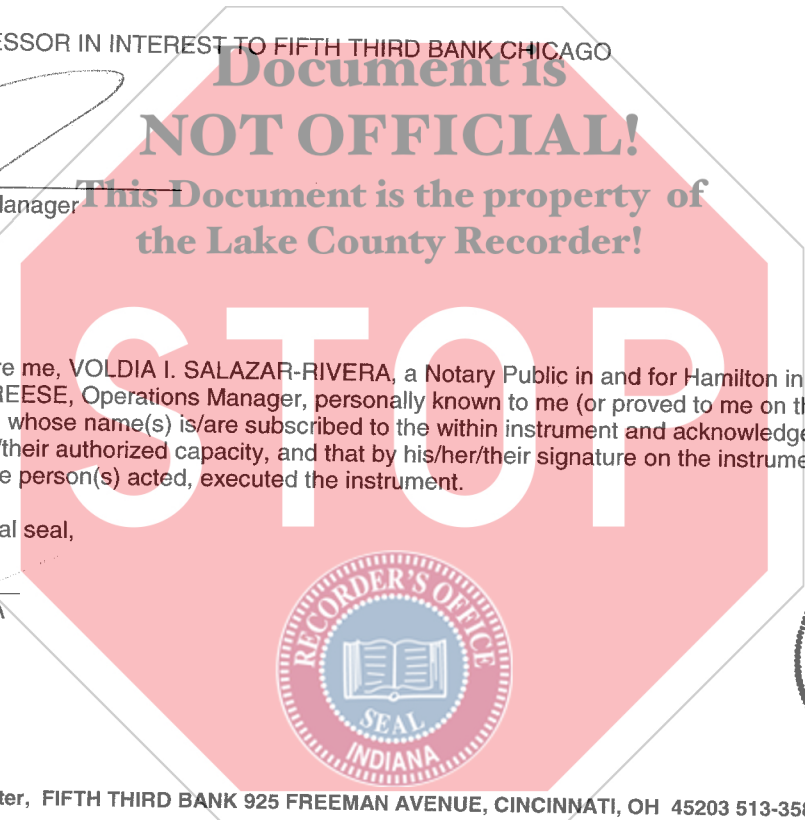 ESSOR IN INTEREST TO FIFTH THIRD BANK CHICAGO
Document is
NOT OFFICIAL!
This Document is the property of
the Lake County Recorder!
Manager
STOP
re me, VOLDIA I. SALAZAR-RIVERA, a Notary Public in and for Hamilton in
REESE, Operations Manager, personally known to me (or proved to me on th
whose name(s) is/are subscribed to the within instrument and acknowledge
/their authorized capacity, and that by his/her/their signature on the instrume
e person(s) acted, executed the instrument.
al seal,
A
RECORDER'S OFFICE
SEAL
INDIANA
ter, FIFTH THIRD BANK 925 FREEMAN AVENUE, CINCINNATI, OH 45203 513-358